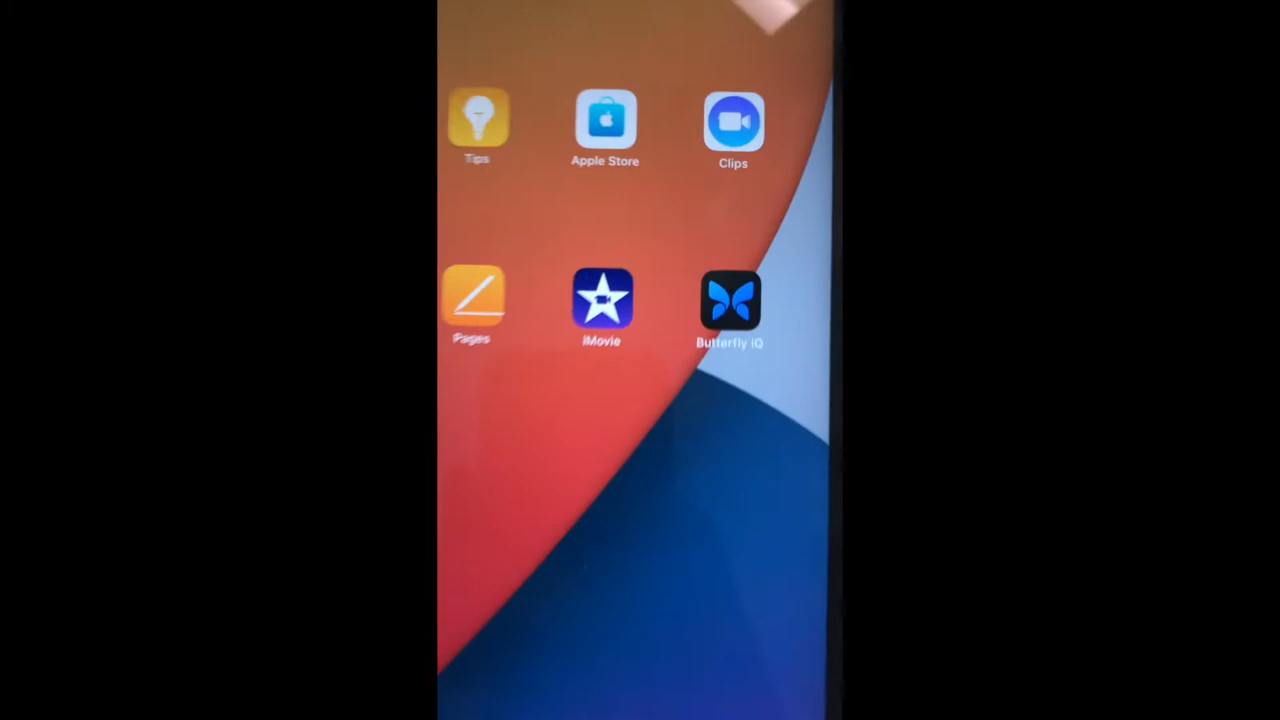 Tips
Apple Store
Clips
Pages
iMovie
Butterfly iQ